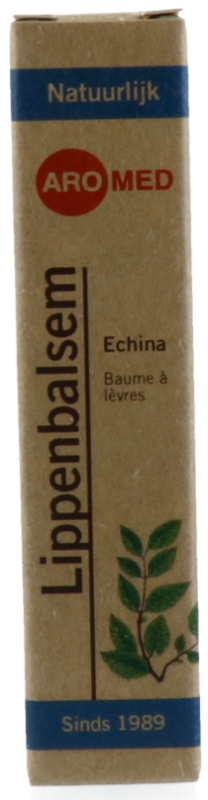 Natuurlijk
AROMED
Lippenbalsem
Echina
Baume à
lèvres
Sinds 1989